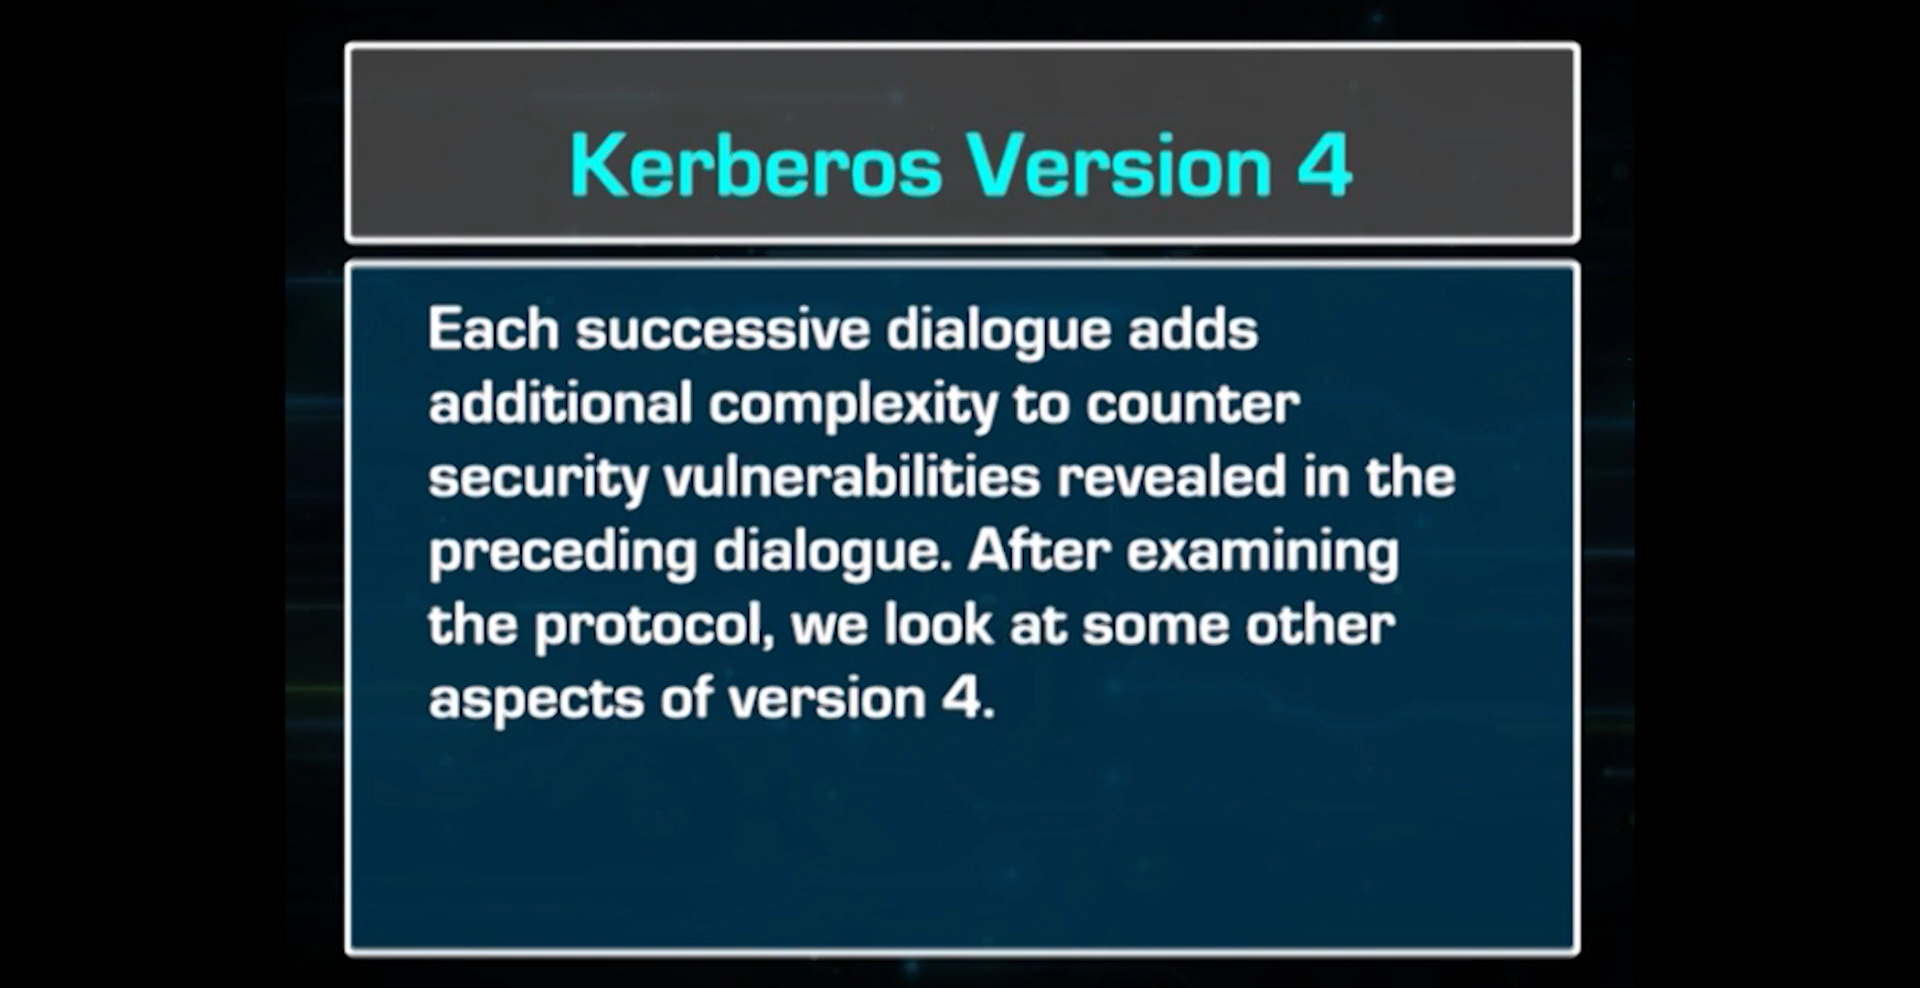 Kerberos Version 4
Each successive dialogue adds
additional complexity to counter
security vulnerabilities revealed in the
preceding dialogue. After examining
the protocol, we look at some other
aspects of version 4.